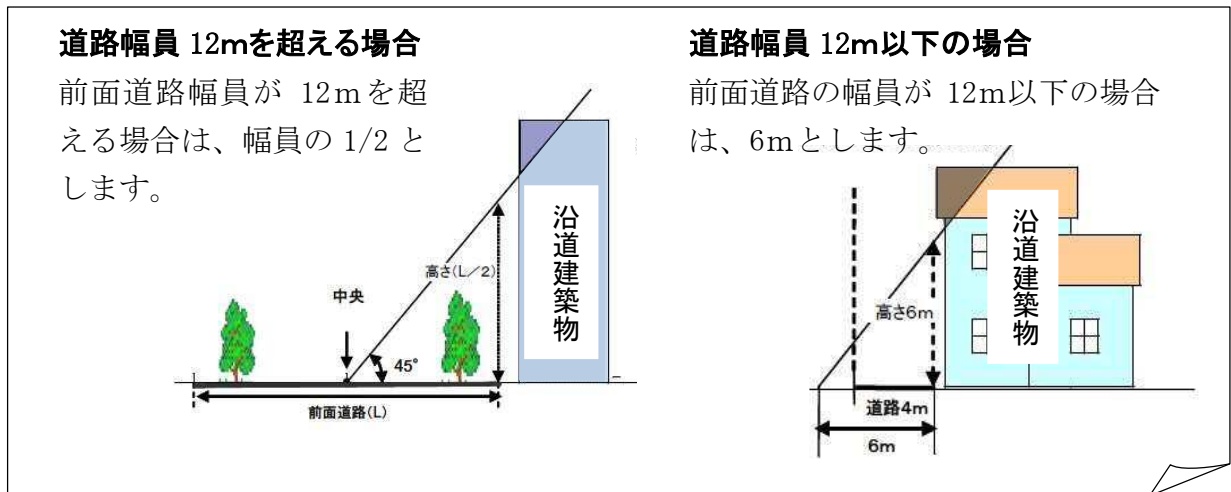 道路幅員 12mを超える場合
前面道路幅員が 12mを超
える場合は、幅員の 1/2 と
します。
高さ(L/2)
中央
45°
前面道路(L)
沿道建築物
道路幅員 12m以下の場合
前面道路の幅員が 12m以下の場合
は、6mとします。
高さ6m
道路4m
6m
沿道建築物